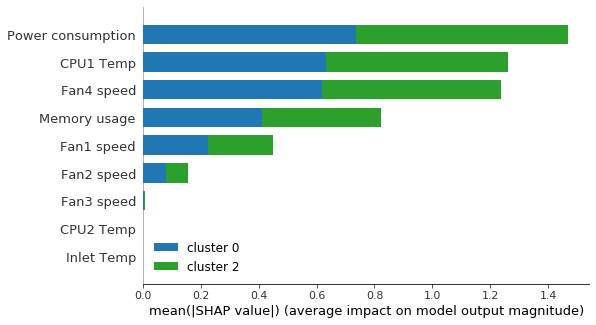 Power consumption
CPU1 Temp
Fan4 speed
Memory usage
Fan1 speed
Fan2 speed
Fan3 speed
CPU2 Temp
Inlet Temp
cluster 0
cluster 2
0.0 0.2 0.4 0.6 0.8 1.0 1.2 1.4
mean(|SHAP value|) (average impact on model output magnitude)